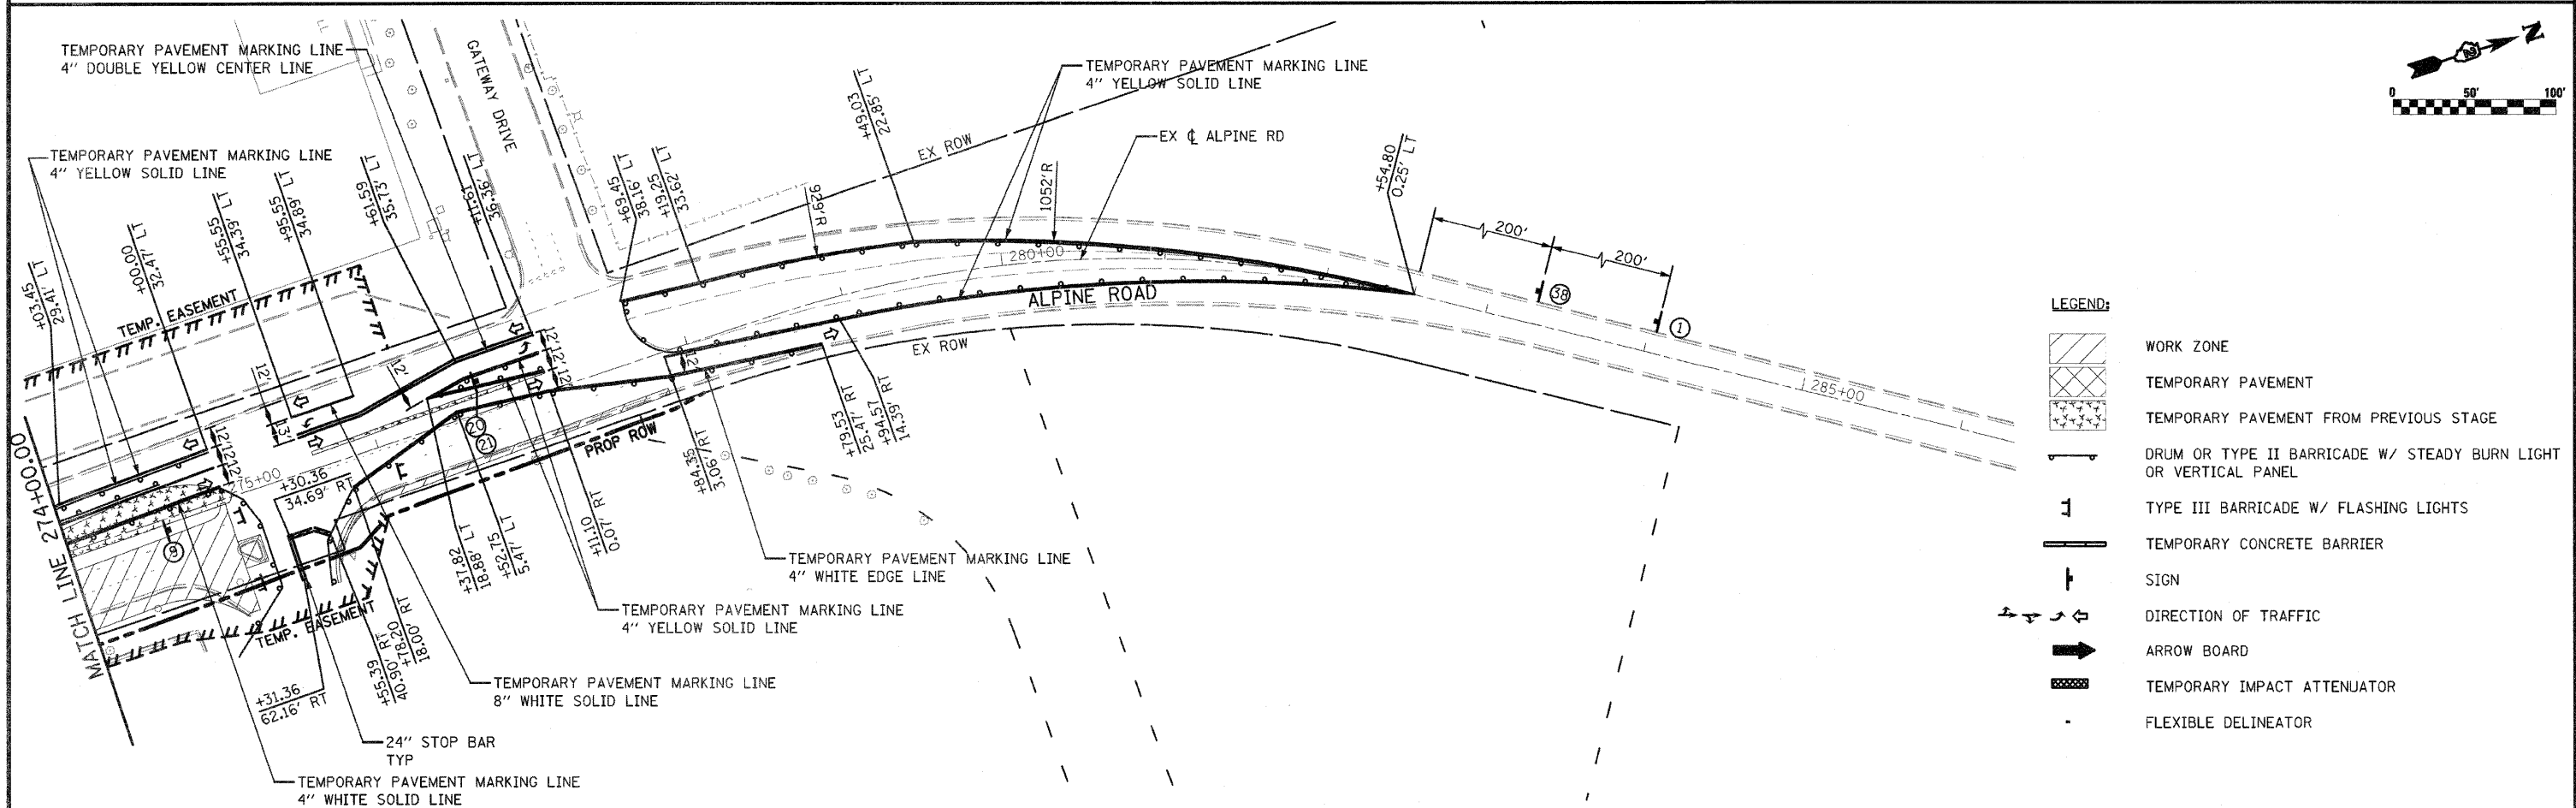 TEMPORARY PAVEMENT MARKING LINE
4" DOUBLE YELLOW CENTER LINE
GATEWAY DRIVE
TEMPORARY PAVEMENT MARKING LINE
4" YELLOW SOLID LINE
EX ℄ ALPINE RD
EX ROW
N
0 50' 100'
TEMPORARY PAVEMENT MARKING LINE
4" YELLOW SOLID LINE
+03.45
29.41' LT
+00.00
32.47' LT
+55.55
34.39' LT
+95.55
34.89' LT
+61.59
35.73' LT
+11.61
36.36' LT
+69.45
38.16' LT
+19.25
33.62' LT
926'R
+49.03
22.85' LT
1052'R
+54.80
0.25' LT
200'
200'
38
1
280+00
ALPINE ROAD
EX ROW
285+00
TEMP. EASEMENT
12'
13'
12'
12'
12'
12'
12'
12'
12'
12'
MATCH LINE 274+00.00
275+00
+30.36
34.69' RT
20
21
9
PROP ROW
TEMP. EASEMENT
+31.36
62.16' RT
+55.39
40.90' RT
+78.20
18.00' RT
+37.82
18.88' LT
+52.75
5.47' LT
+11.10
0.07' RT
+84.35
3.06' RT
+79.53
25.47' RT
+94.57
14.39' RT
TEMPORARY PAVEMENT MARKING LINE
4" WHITE EDGE LINE
TEMPORARY PAVEMENT MARKING LINE
4" YELLOW SOLID LINE
TEMPORARY PAVEMENT MARKING LINE
8" WHITE SOLID LINE
24" STOP BAR
TYP
TEMPORARY PAVEMENT MARKING LINE
4" WHITE SOLID LINE
LEGEND:
WORK ZONE
TEMPORARY PAVEMENT
TEMPORARY PAVEMENT FROM PREVIOUS STAGE
DRUM OR TYPE II BARRICADE W/ STEADY BURN LIGHT
OR VERTICAL PANEL
TYPE III BARRICADE W/ FLASHING LIGHTS
TEMPORARY CONCRETE BARRIER
SIGN
DIRECTION OF TRAFFIC
ARROW BOARD
TEMPORARY IMPACT ATTENUATOR
FLEXIBLE DELINEATOR